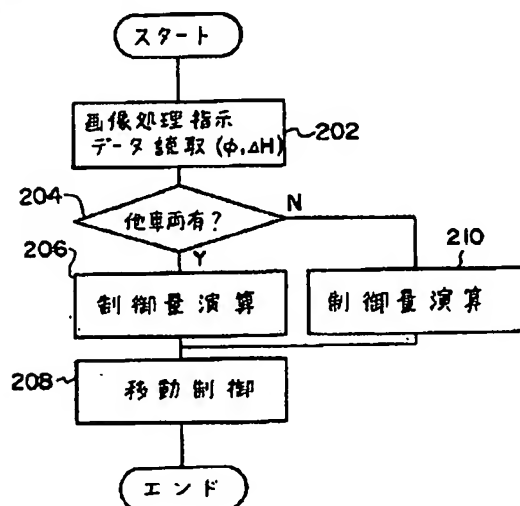 スタート
画像処理指示
データ読取(φ,ΔH)
202
204
他車両有?
N
Y
206
制御量演算
210
制御量演算
208
移動制御
エンド